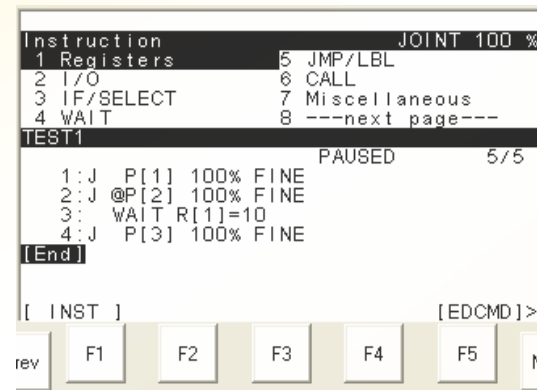 Instruction JOINT 100 %
1 Registers 5 JMP/LBL
2 I/O 6 CALL
3 IF/SELECT 7 Miscellaneous
4 WAIT 8 ---next page---
TEST1
PAUSED 5/5
1:J P[1] 100% FINE
2:J @P[2] 100% FINE
3: WAIT R[1]=10
4:J P[3] 100% FINE
[End]
[ INST ] [EDCMD]>
rev F1 F2 F3 F4 F5